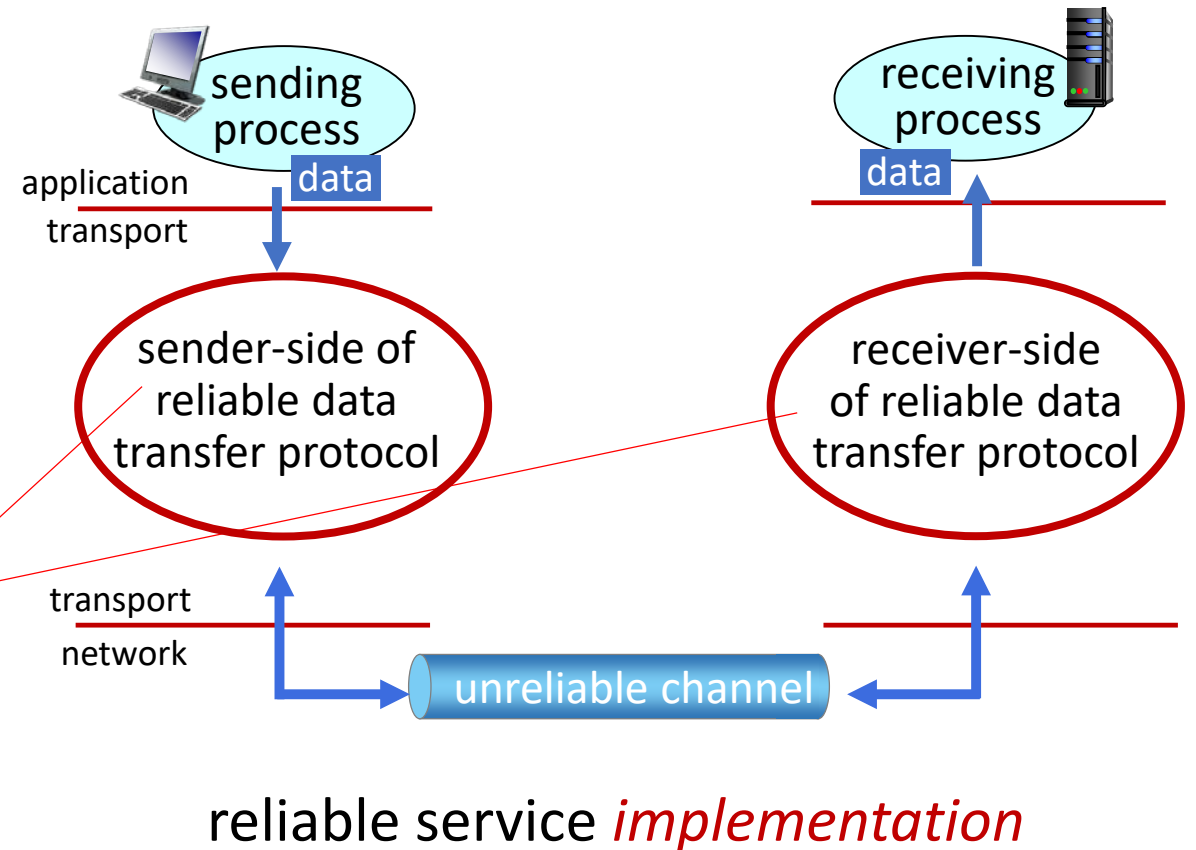 sending
process
data
application
transport
receiving
process
data
sender-side of
reliable data
transfer protocol
receiver-side
of reliable data
transfer protocol
transport
network
unreliable channel
reliable service implementation